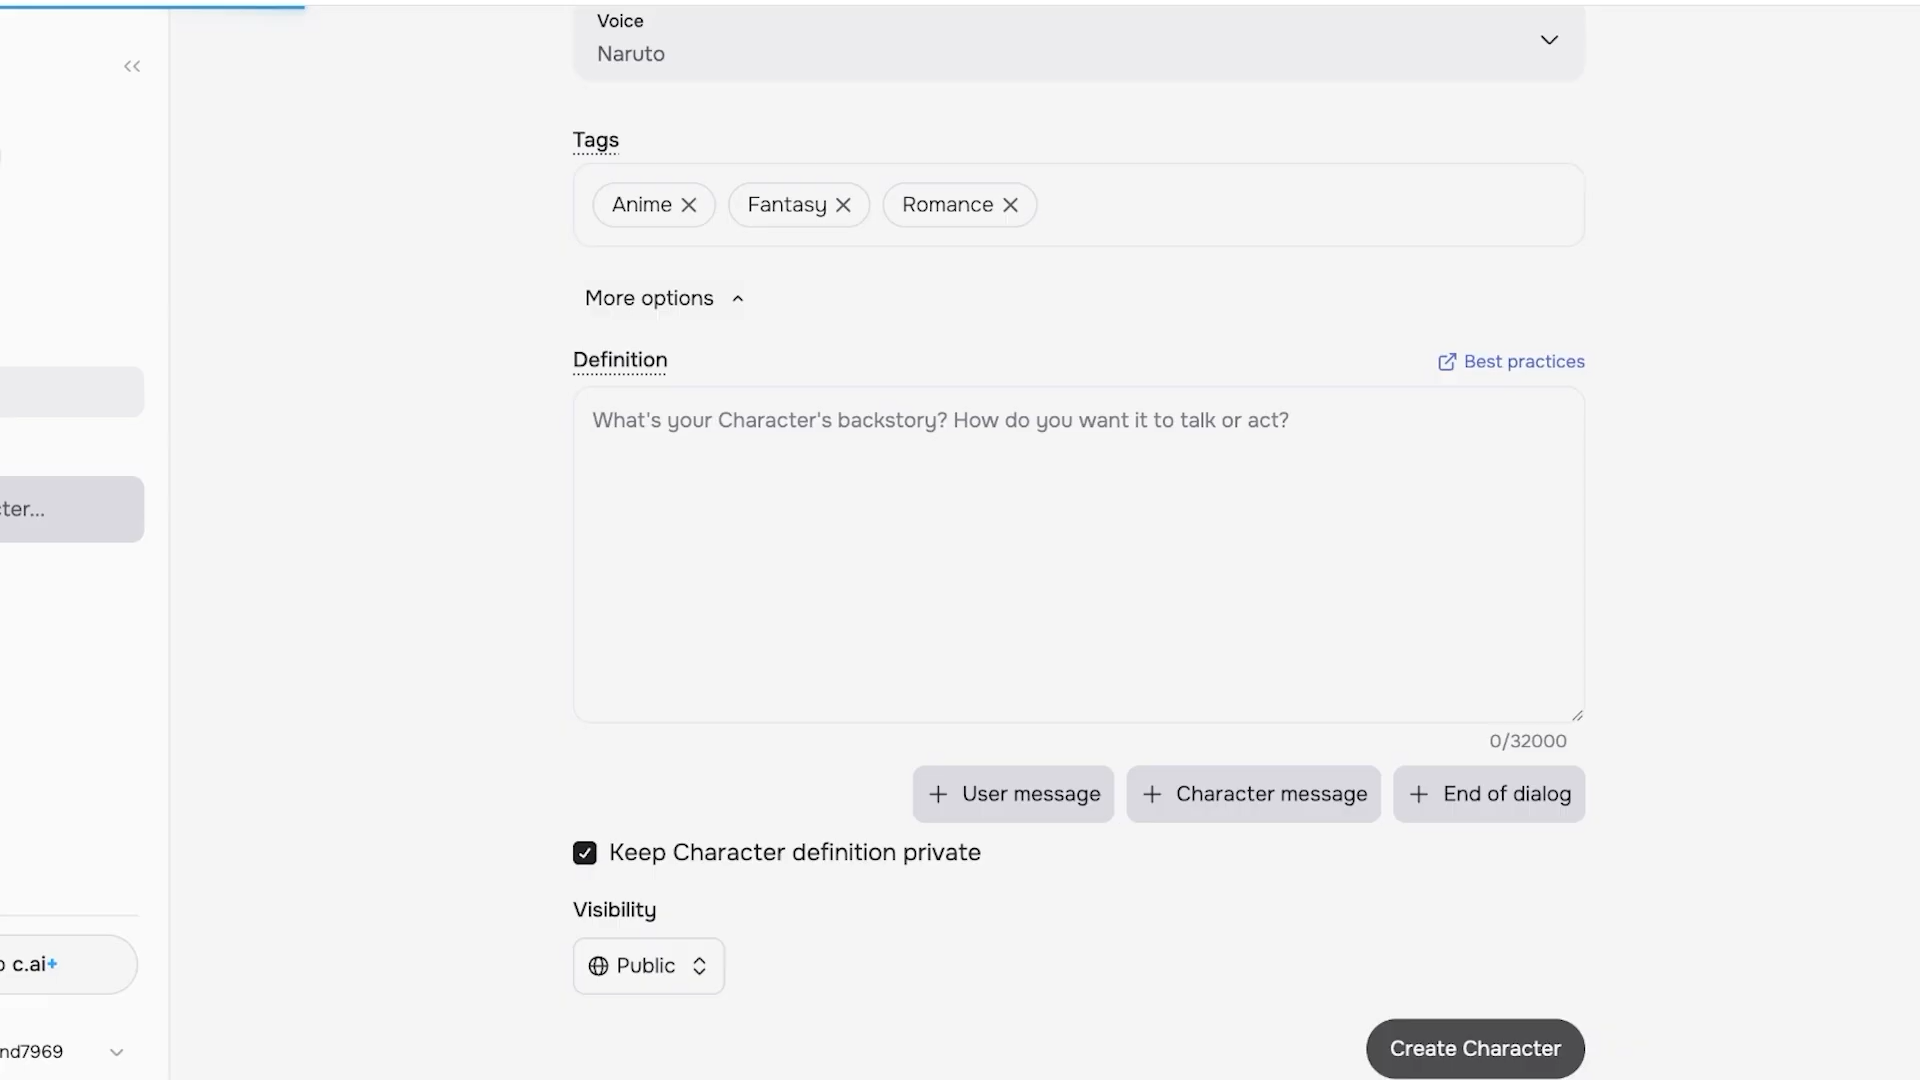 Voice
Naruto
Tags
Anime Fantasy Romance
More options
Definition Best practices
What's your Character's backstory? How do you want it to talk or act?
0/32000
User message Character message End of dialog
Keep Character definition private
Visibility
Public
Create Character
ter...
c.ai+
nd7969